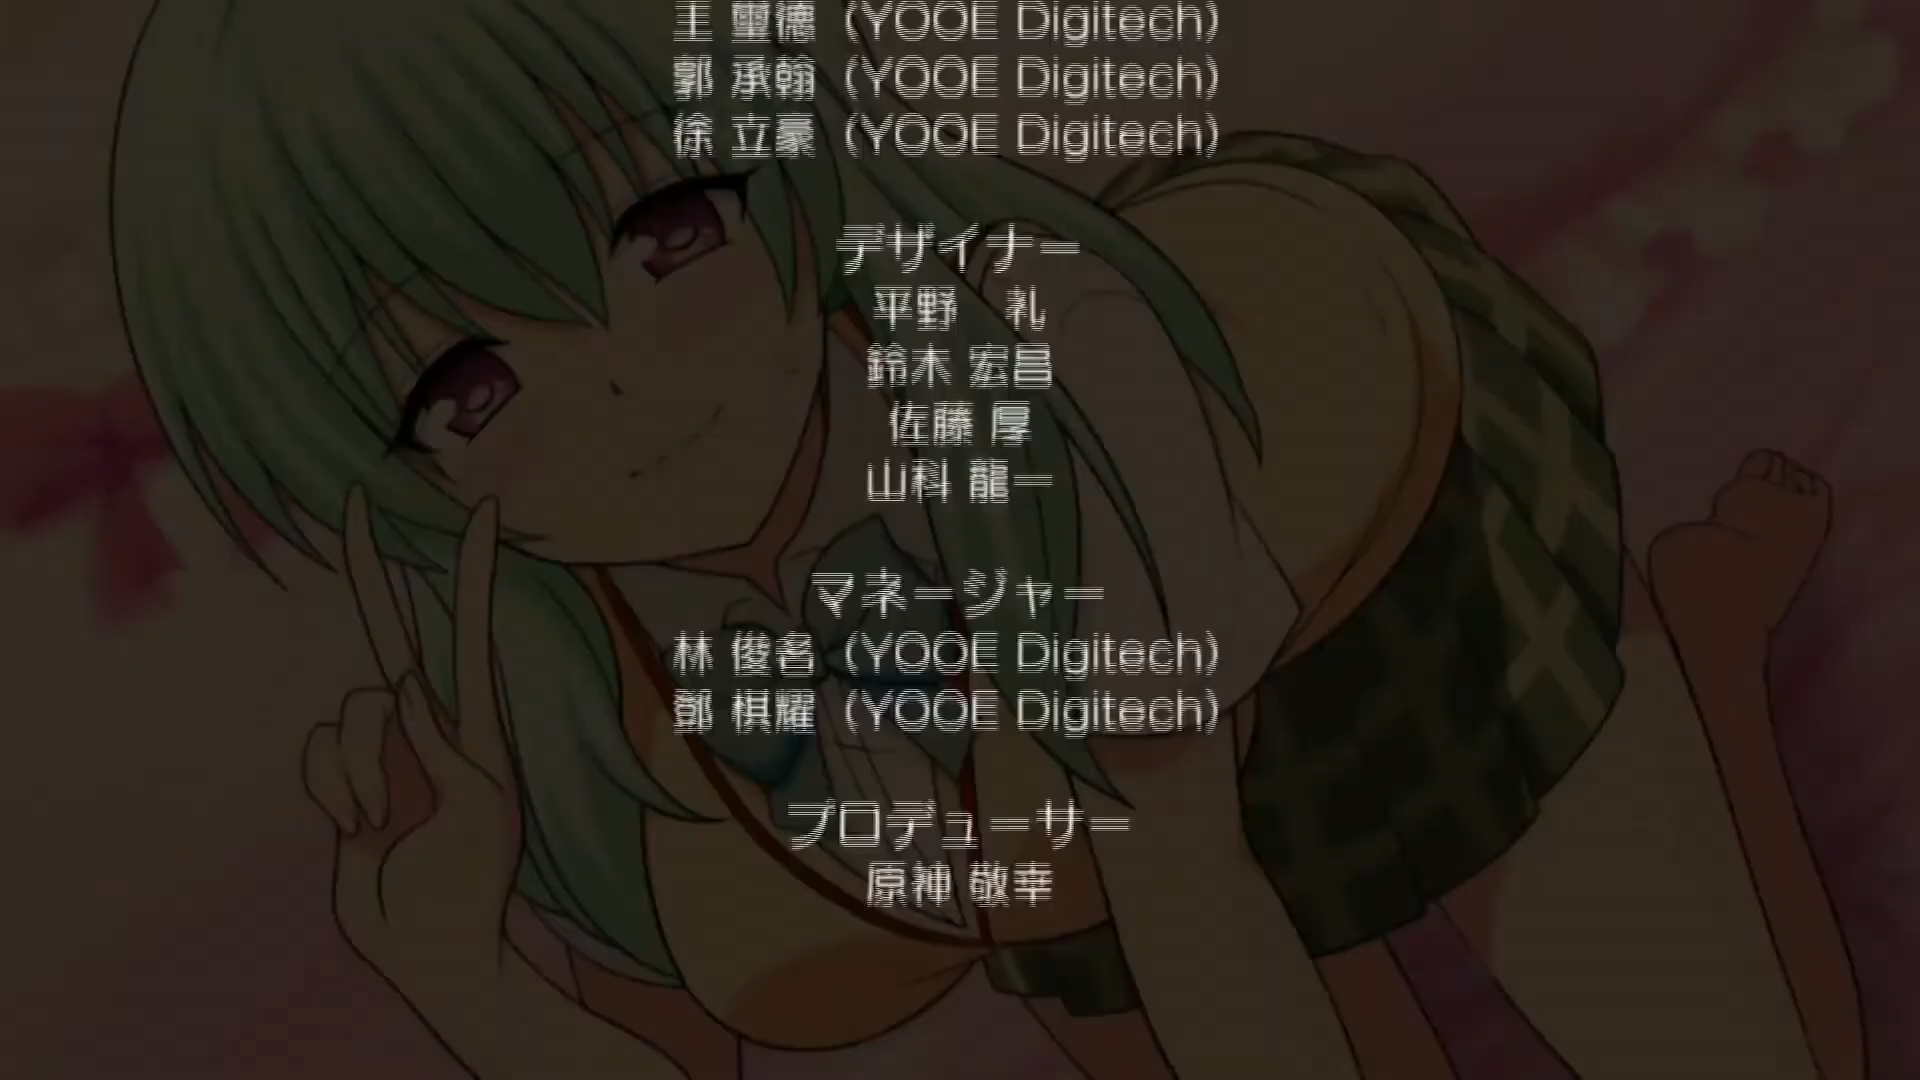 王 璽德 (YOOE Digitech)
郭 承翰 (YOOE Digitech)
徐 立豪 (YOOE Digitech)
デザイナー
平野 礼
鈴木 宏昌
佐藤 厚
山科 龍一
マネージャー
林 俊名 (YOOE Digitech)
鄧 棋耀 (YOOE Digitech)
プロデューサー
原神 敬幸